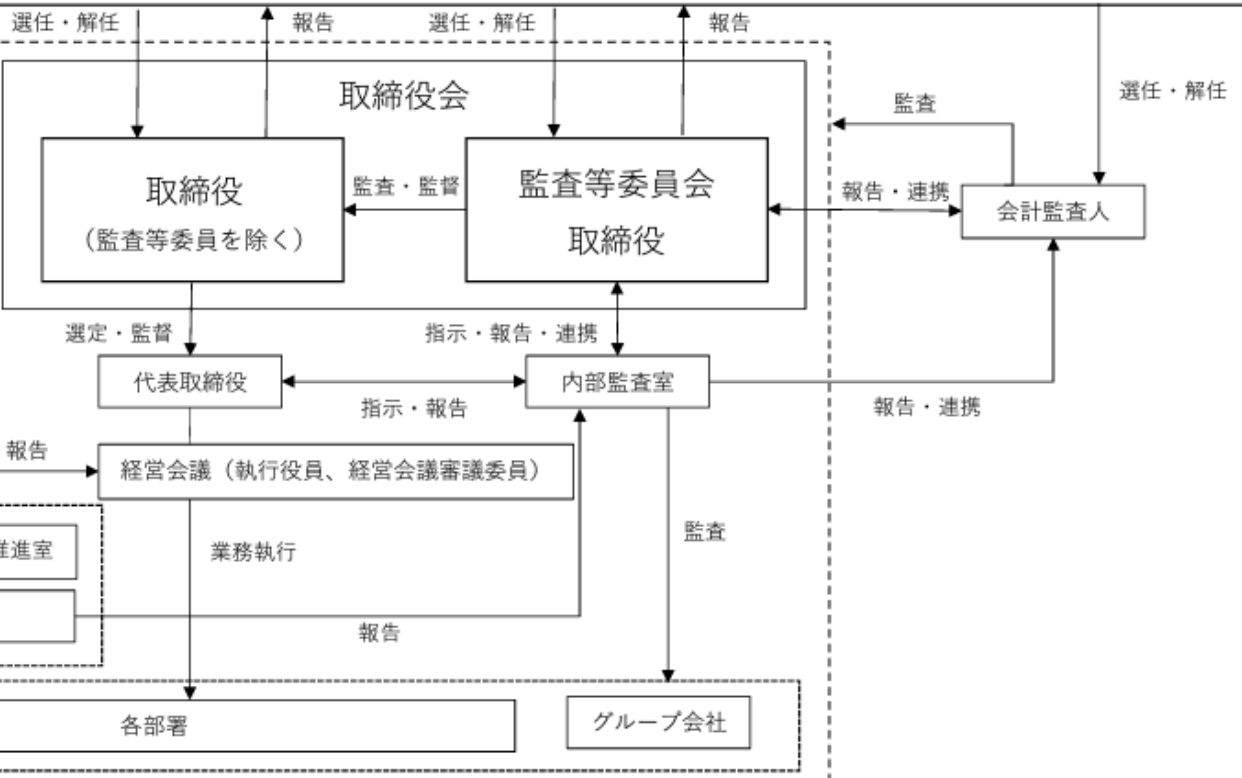 選任・解任
報告
選任・解任
報告
選任・解任
取締役会
監査
取締役
（監査等委員を除く）
監査・監督
監査等委員会
取締役
報告・連携
会計監査人
選定・監督
指示・報告・連携
代表取締役
内部監査室
指示・報告
報告・連携
報告
経営会議（執行役員、経営会議審議委員）
進室
業務執行
監査
報告
各部署
グループ会社